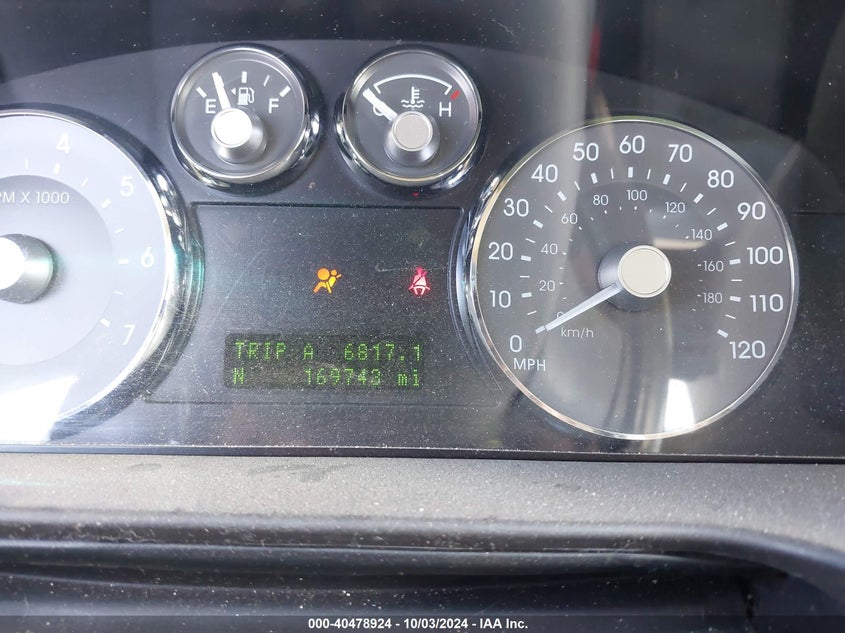 E F
C H
4
5
6
7
PM X 1000
0 10 20 30 40 50 60 70 80 90 100 110 120
MPH
0 20 40 60 80 100 120 140 160 180
km/h
TRIP A 6817.1
N 169743 mi
000-40478924 - 10/03/2024 - IAA Inc.